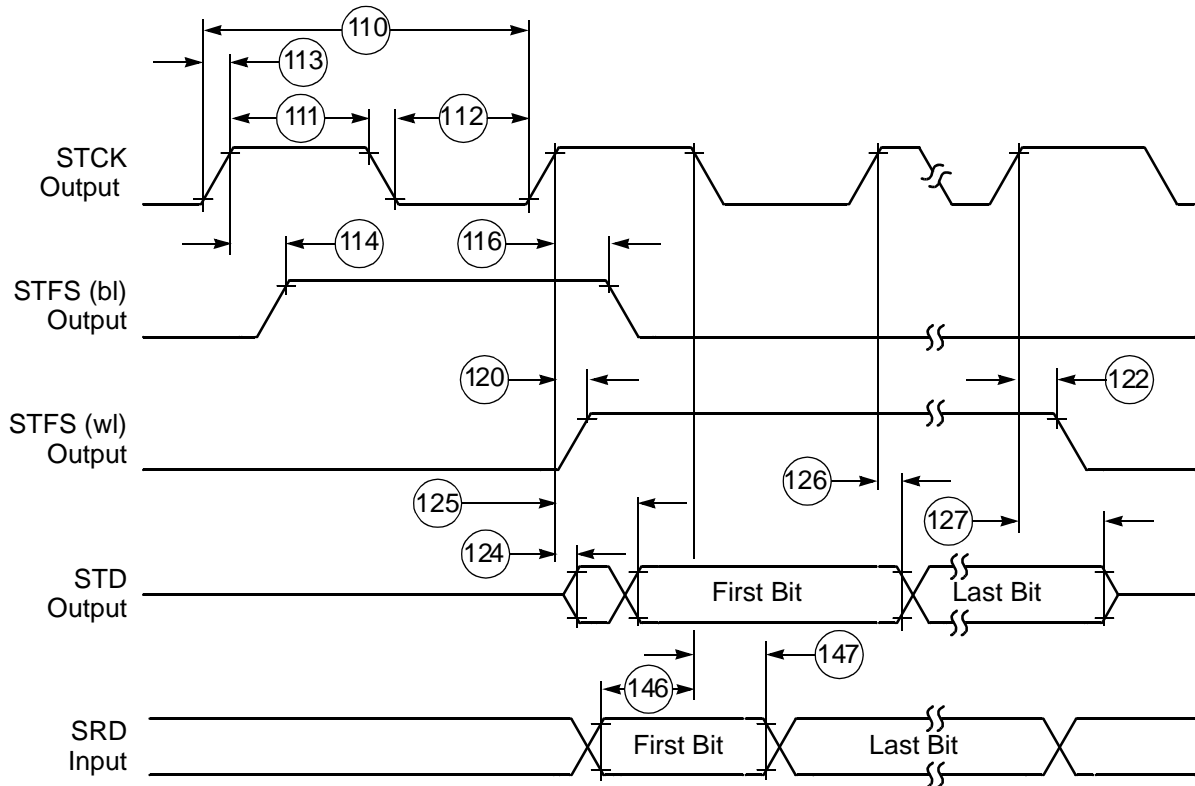 110
113
111
112
STCK
Output
114
116
STFS (bl)
Output
120
122
STFS (wl)
Output
126
125
127
124
STD
Output
First Bit
Last Bit
147
146
SRD
Input
First Bit
Last Bit